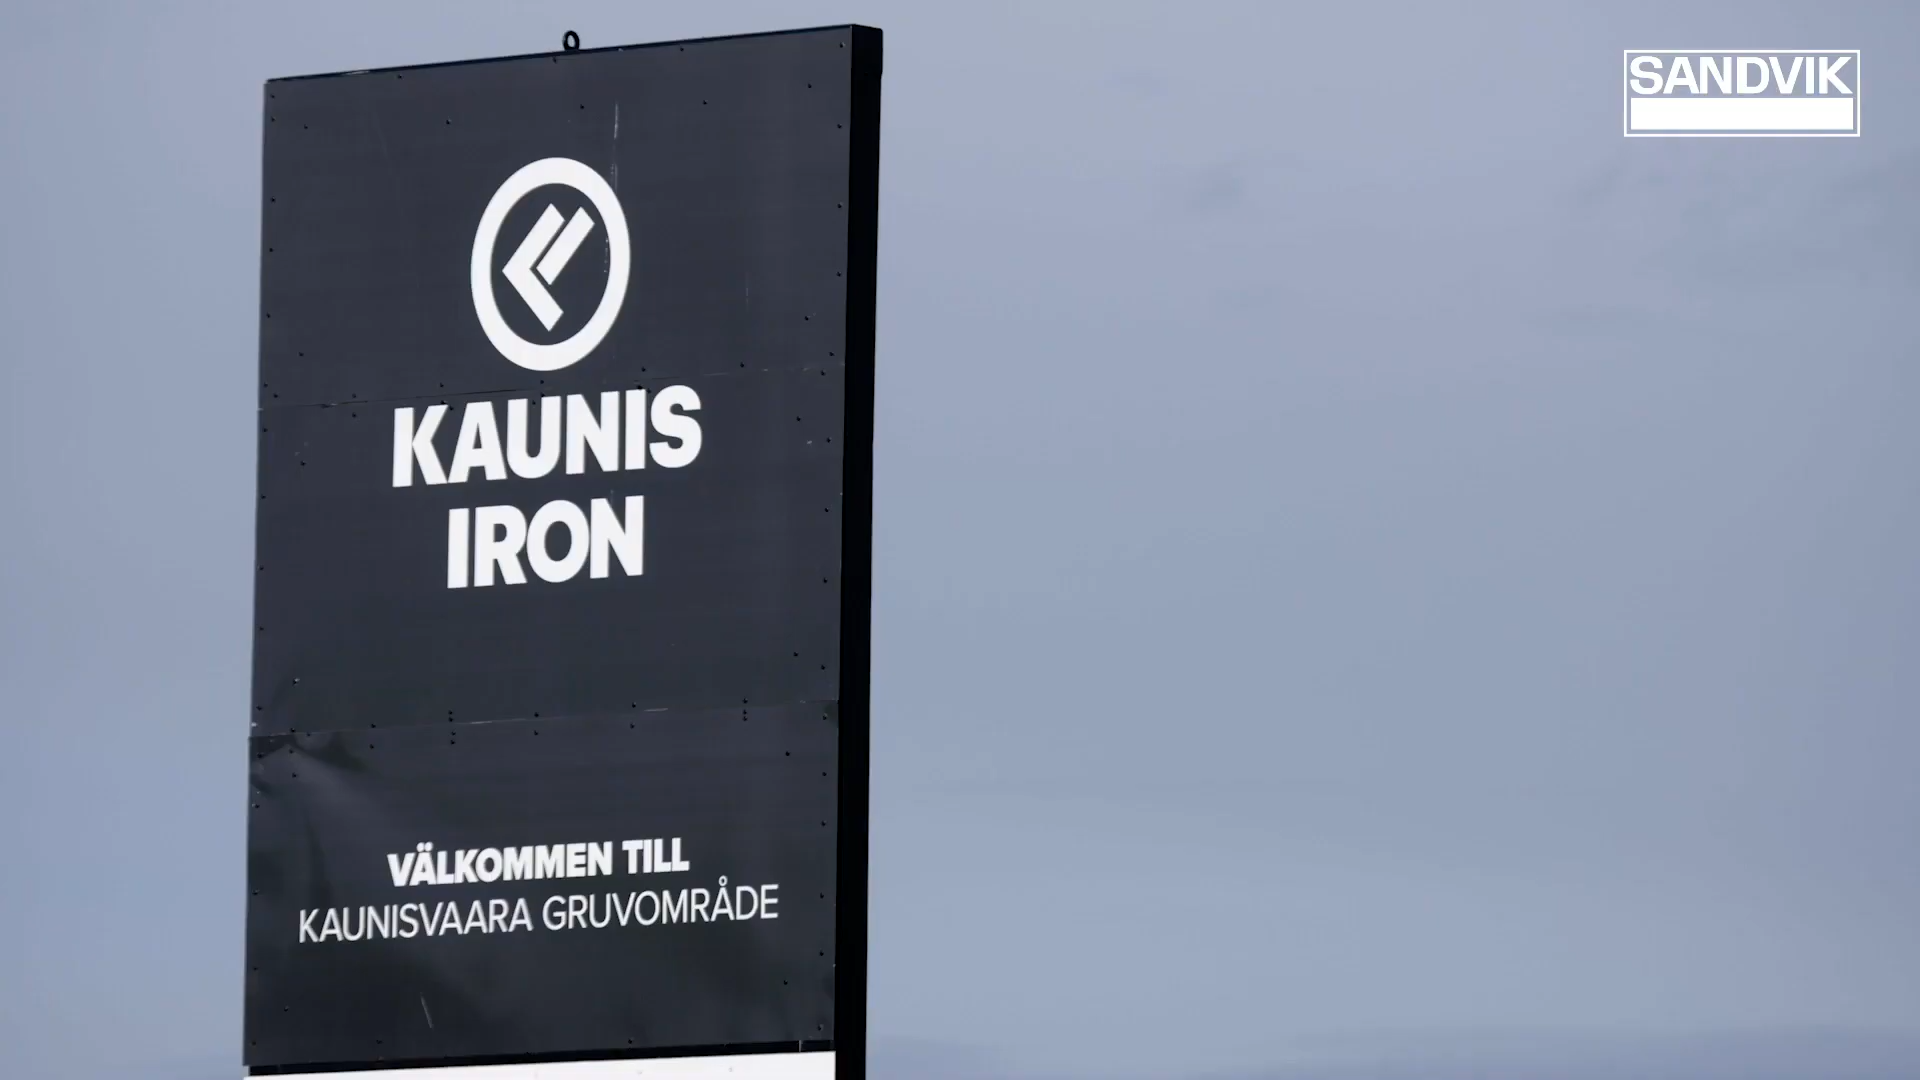 SANDVIK
KAUNIS
IRON
VÄLKOMMEN TILL
KAUNISVAARA GRUVOMRÅDE